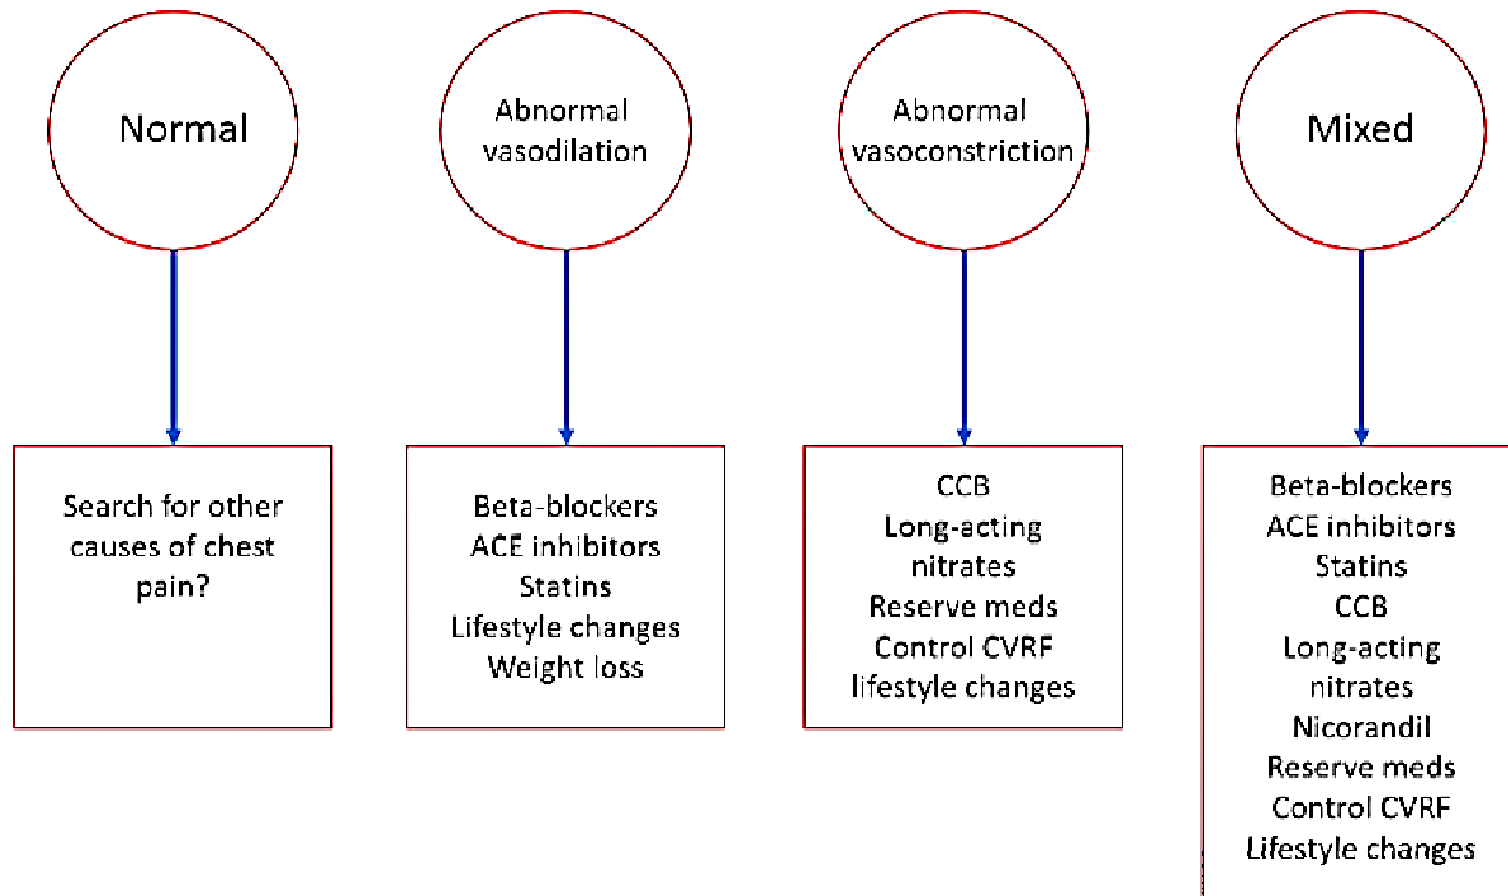 Normal
Abnormal
vasodilation
Abnormal
vasoconstriction
Mixed
Search for other
causes of chest
pain?
Beta-blockers
ACE inhibitors
Statins
Lifestyle changes
Weight loss
CCB
Long-acting
nitrates
Reserve meds
Control CVRF
lifestyle changes
Beta-blockers
ACE inhibitors
Statins
CCB
Long-acting
nitrates
Nicorandil
Reserve meds
Control CVRF
Lifestyle changes